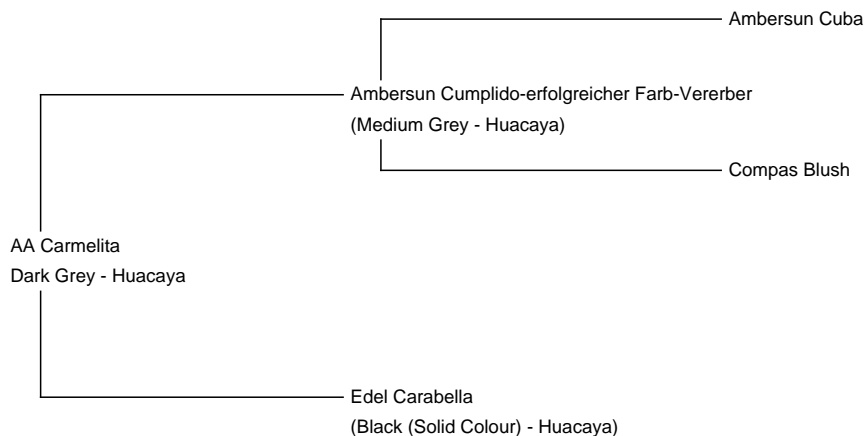 Ambersun Cuba
Ambersun Cumplido-erfolgreicher Farb-Vererber
(Medium Grey - Huacaya)
Compas Blush
AA Carmelita
Dark Grey - Huacaya
Edel Carabella
(Black (Solid Colour) - Huacaya)